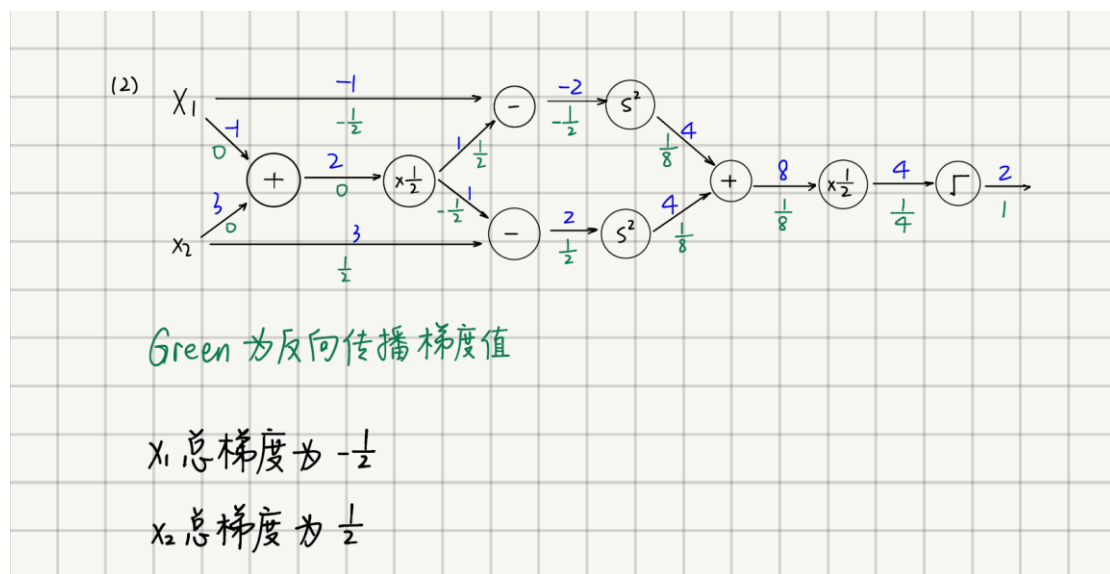 (2) X₁ -1 -1/2 - -2 -1/2 S² 4 1/8
-1 0 + 2 0 ×1/2 1 1/2 1 -1/2 + 8 1/8 ×1/2 4 1/4 √ 2 1
3 0 x₂ 3 1/2 - 2 1/2 S² 4 1/8
Green 为反向传播梯度值
x₁ 总梯度为 -1/2
x₂ 总梯度为 1/2